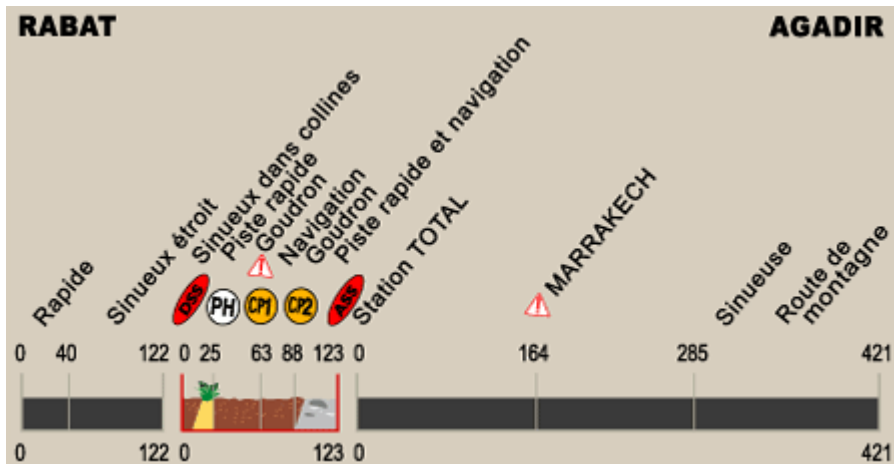 RABAT
AGADIR
Rapide
Sinueux étroit
Sinueux dans collines
Piste rapide
Goudron
Navigation
Goudron
Piste rapide et navigation
Station TOTAL
MARRAKECH
Sinueuse
Route de
montagne
DSS
PH
CP1
CP2
ASS
0 40 122 0 25 63 88 123 0 164 285 421
0 122 0 123 0 421